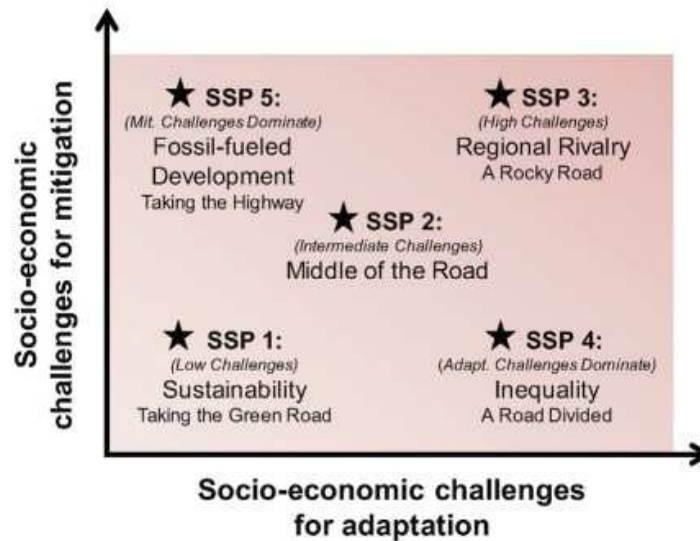 Socio-economic
challenges for mitigation
★ SSP 5:
(Mit. Challenges Dominate)
Fossil-fueled
Development
Taking the Highway
★ SSP 3:
(High Challenges)
Regional Rivalry
A Rocky Road
★ SSP 2:
(Intermediate Challenges)
Middle of the Road
★ SSP 1:
(Low Challenges)
Sustainability
Taking the Green Road
★ SSP 4:
(Adapt. Challenges Dominate)
Inequality
A Road Divided
Socio-economic challenges
for adaptation